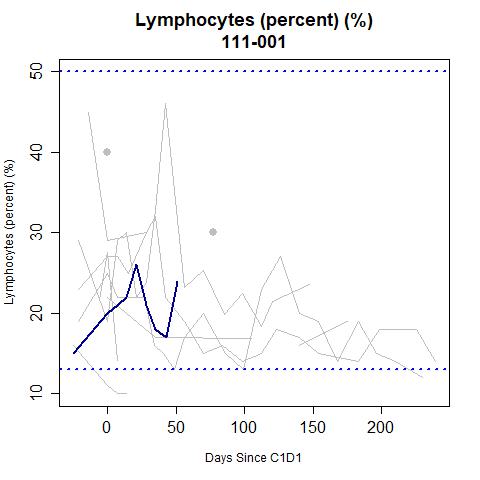 Lymphocytes (percent) (%)
111-001
50
40
30
20
10
Lymphocytes (percent) (%)
0 50 100 150 200
Days Since C1D1